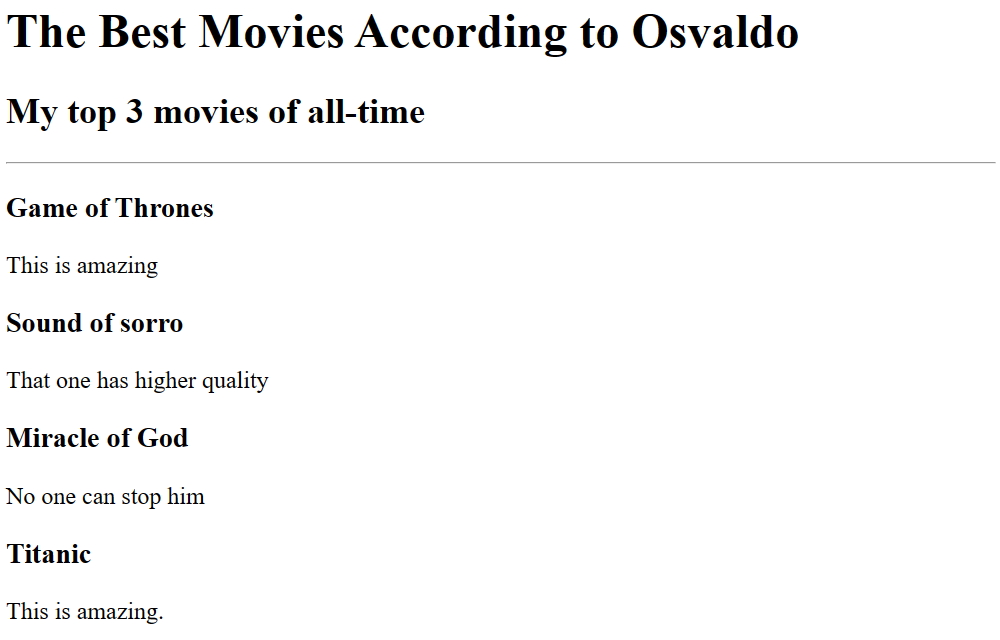 The Best Movies According to Osvaldo
My top 3 movies of all-time
Game of Thrones
This is amazing
Sound of sorro
That one has higher quality
Miracle of God
No one can stop him
Titanic
This is amazing.